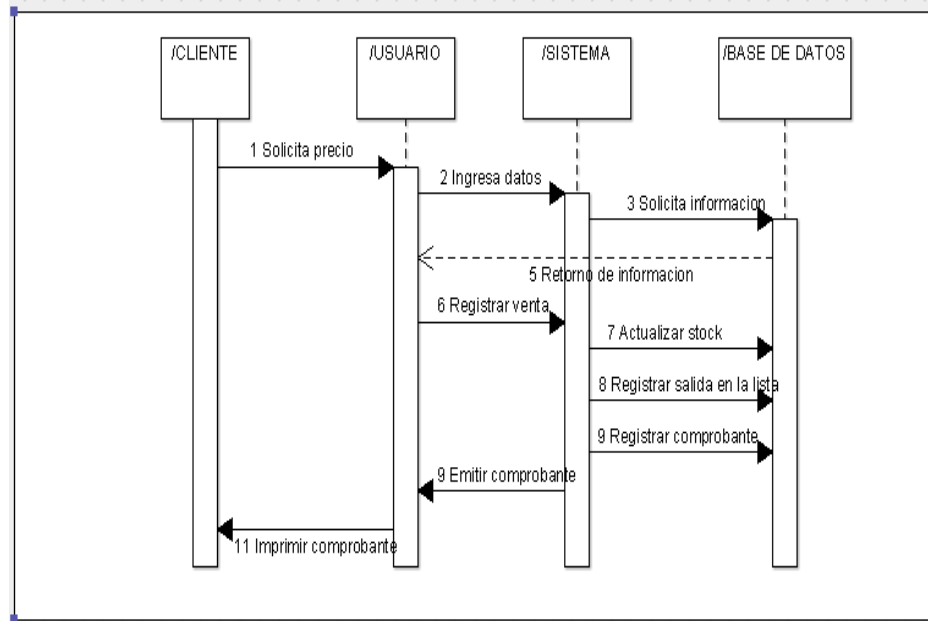 /CLIENTE
/USUARIO
/SISTEMA
/BASE DE DATOS
1 Solicita precio
2 Ingresa datos
3 Solicita informacion
5 Retorno de informacion
6 Registrar venta
7 Actualizar stock
8 Registrar salida en la lista
9 Registrar comprobante
9 Emitir comprobante
11 Imprimir comprobante